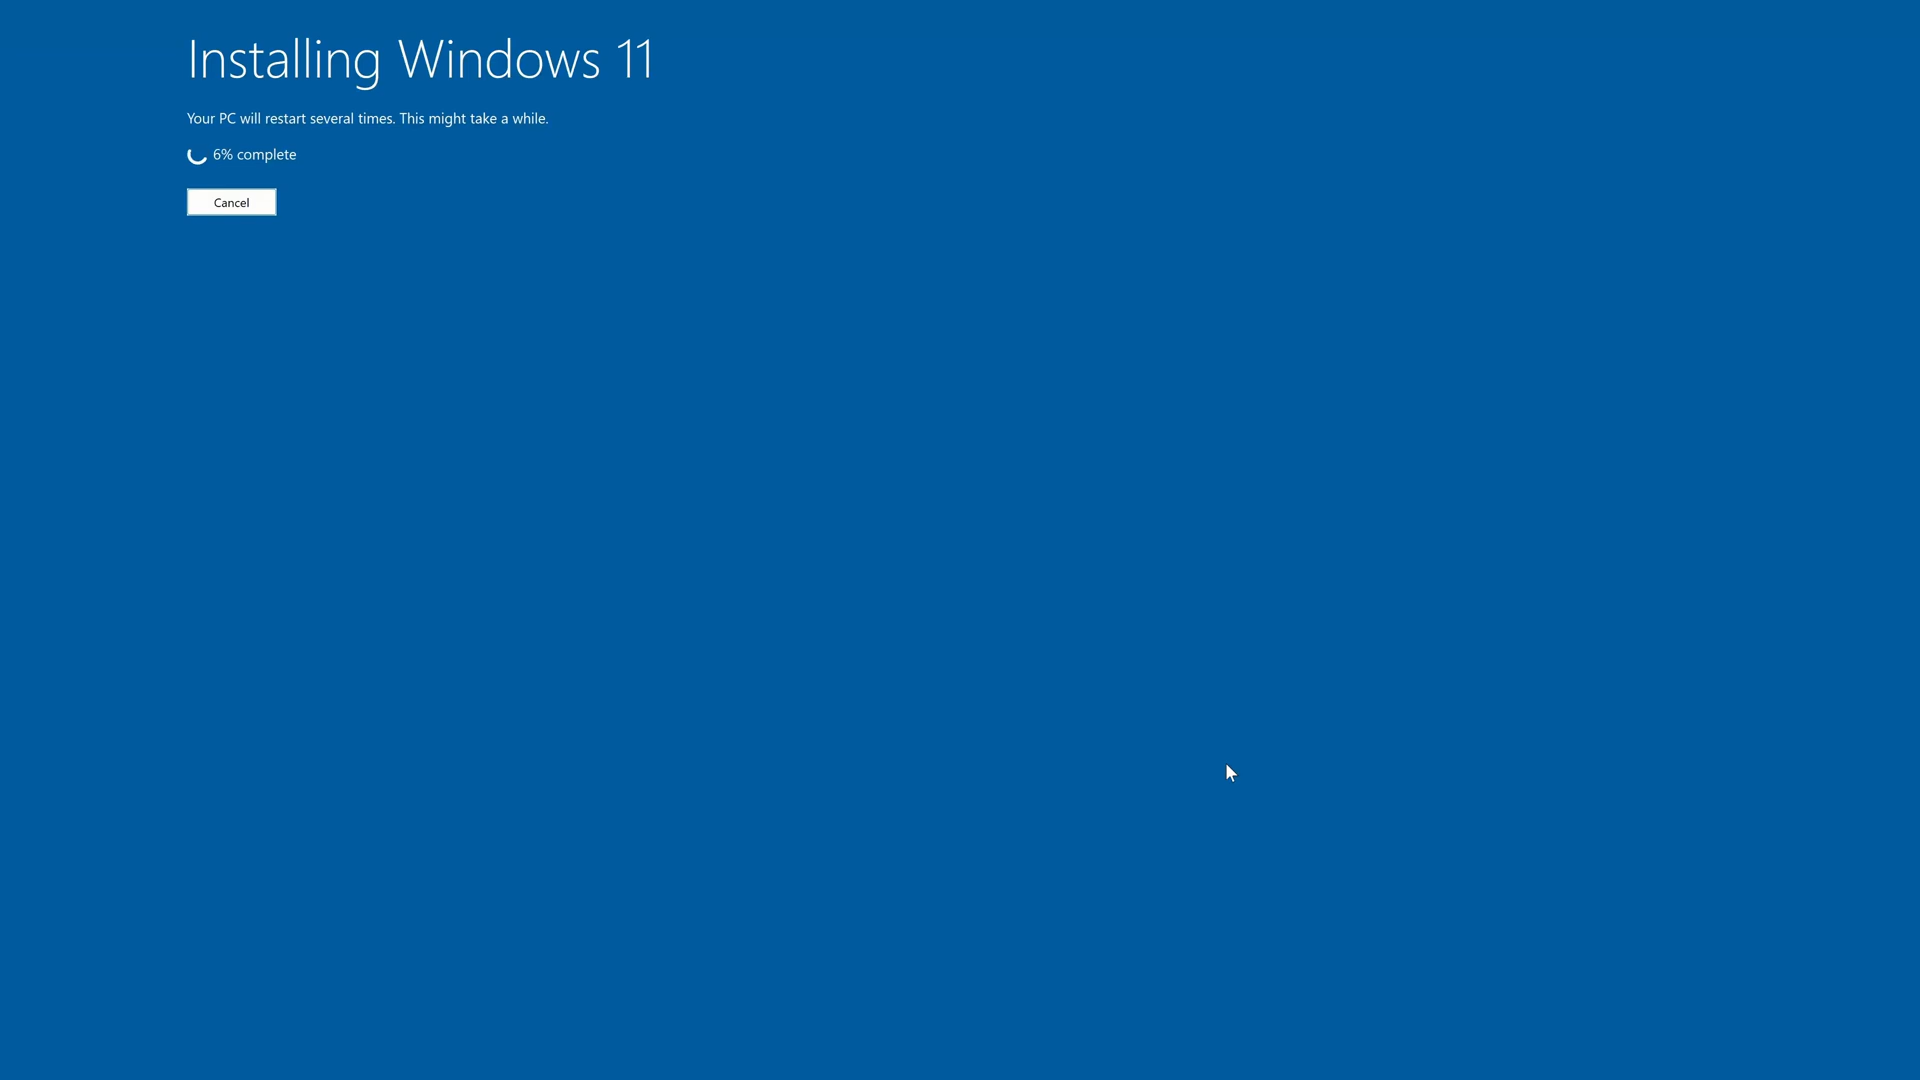 Installing Windows 11
Your PC will restart several times. This might take a while.
6% complete
Cancel